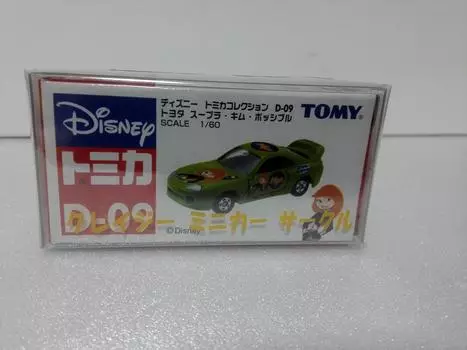 Disney
トミカ
D-09
ディズニー トミカコレクション D-09
トヨタ スープラ・キム・ポッシブル
SCALE 1/60
TOMY
クレイジー ミニカー サークル
©Disney